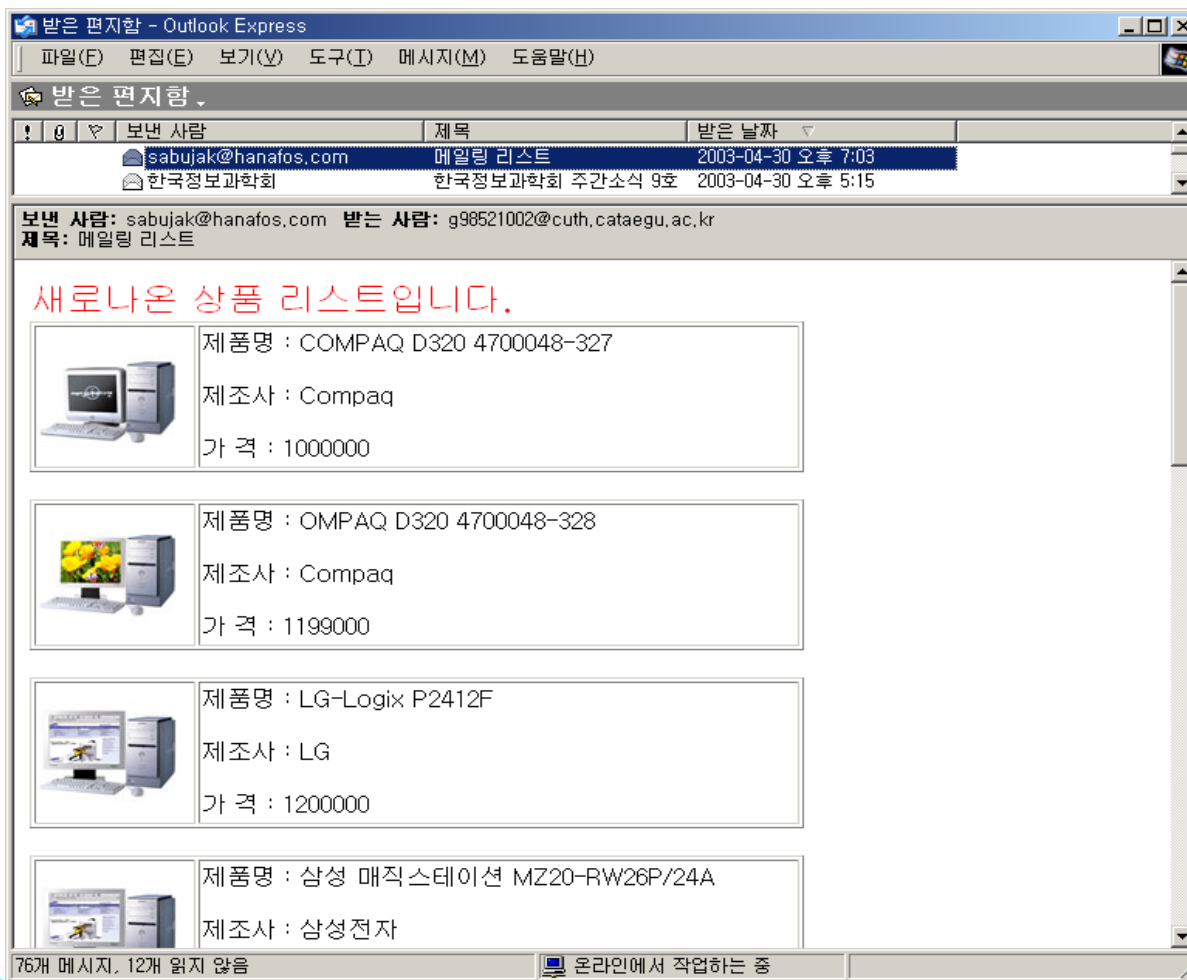 받은 편지함 - Outlook Express
파일(F) 편집(E) 보기(V) 도구(T) 메시지(M) 도움말(H)
받은 편지함
! 보낸 사람 제목 받은 날짜
sabujak@hanafos.com 메일링 리스트 2003-04-30 오후 7:03
한국정보과학회 한국정보과학회 주간소식 9호 2003-04-30 오후 5:15
보낸 사람: sabujak@hanafos.com 받는 사람: g98521002@cuth.cataegu.ac.kr
제목: 메일링 리스트
새로나온 상품 리스트입니다.
제품명 : COMPAQ D320 4700048-327
제조사 : Compaq
가 격 : 1000000
제품명 : OMPAQ D320 4700048-328
제조사 : Compaq
가 격 : 1199000
제품명 : LG-Logix P2412F
제조사 : LG
가 격 : 1200000
제품명 : 삼성 매직스테이션 MZ20-RW26P/24A
제조사 : 삼성전자
76개 메시지, 12개 읽지 않음 온라인에서 작업하는 중